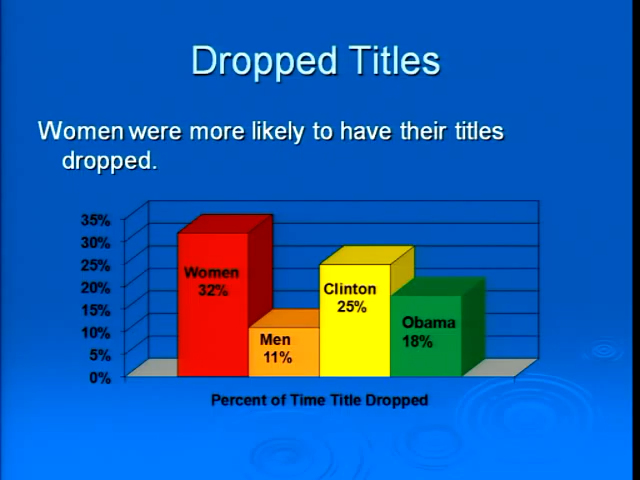 Dropped Titles
Women were more likely to have their titles
dropped.
35%
30%
25%
20%
15%
10%
5%
0%
Women
32%
Men
11%
Clinton
25%
Obama
18%
Percent of Time Title Dropped